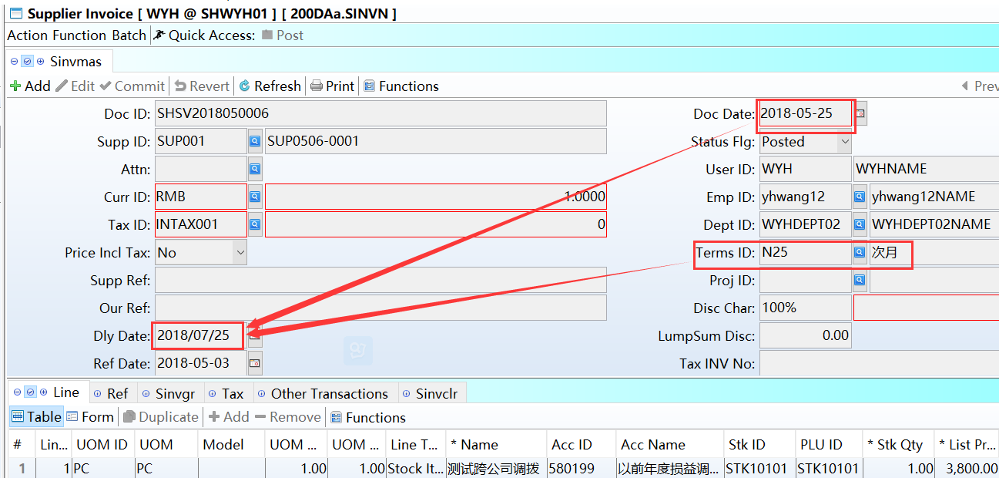 Supplier Invoice [ WYH @ SHWYH01 ] [ 200DAa.SINVN ]
Action Function Batch Quick Access: Post
Sinvmas
Add Edit Commit Revert Refresh Print Functions Prev
Doc ID: SHSV2018050006 Doc Date: 2018-05-25
Supp ID: SUP001 SUP0506-0001 Status Flg: Posted
Attn: User ID: WYH WYHNAME
Curr ID: RMB 1.0000 Emp ID: yhwang12 yhwang12NAME
Tax ID: INTAX001 0 Dept ID: WYHDEPT02 WYHDEPT02NAME
Price Incl Tax: No Terms ID: N25 次月
Supp Ref: Proj ID:
Our Ref: Disc Char: 100%
Dly Date: 2018/07/25 LumpSum Disc: 0.00
Ref Date: 2018-05-03 Tax INV No:
Line Ref Sinvgr Tax Other Transactions Sinvclr
Table Form Duplicate Add Remove Functions
# Lin... UOM ID UOM Model UOM ... UOM ... Line T... * Name Acc ID Acc Name Stk ID PLU ID * Stk Qty * List Pr...
1 1 PC PC 1.00 1.00 Stock It... 测试跨公司调拨 580199 以前年度损益调... STK10101 STK10101 1.00 3,800.00